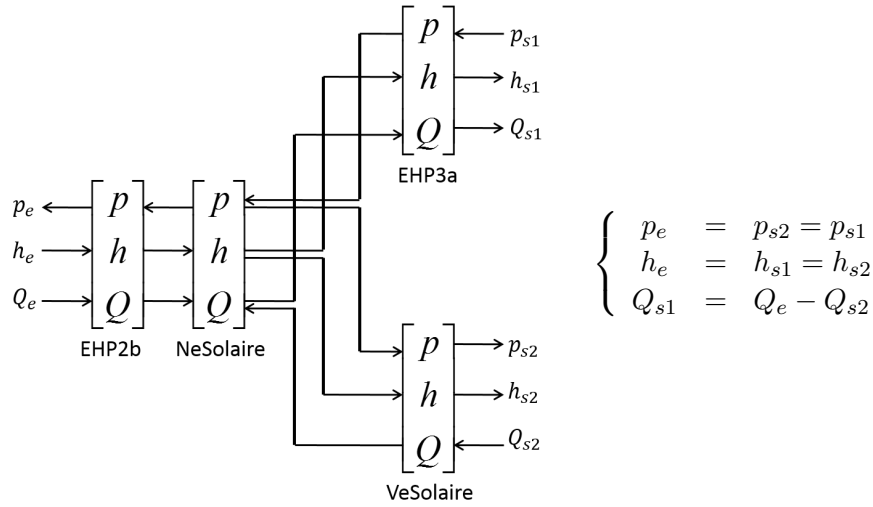 p p_{s1}
h h_{s1}
Q Q_{s1}
EHP3a
p_e p p
h_e h h
Q_e Q Q
EHP2b NeSolaire
p_e = p_{s2} = p_{s1}
h_e = h_{s1} = h_{s2}
Q_{s1} = Q_e − Q_{s2}
p p_{s2}
h h_{s2}
Q Q_{s2}
VeSolaire